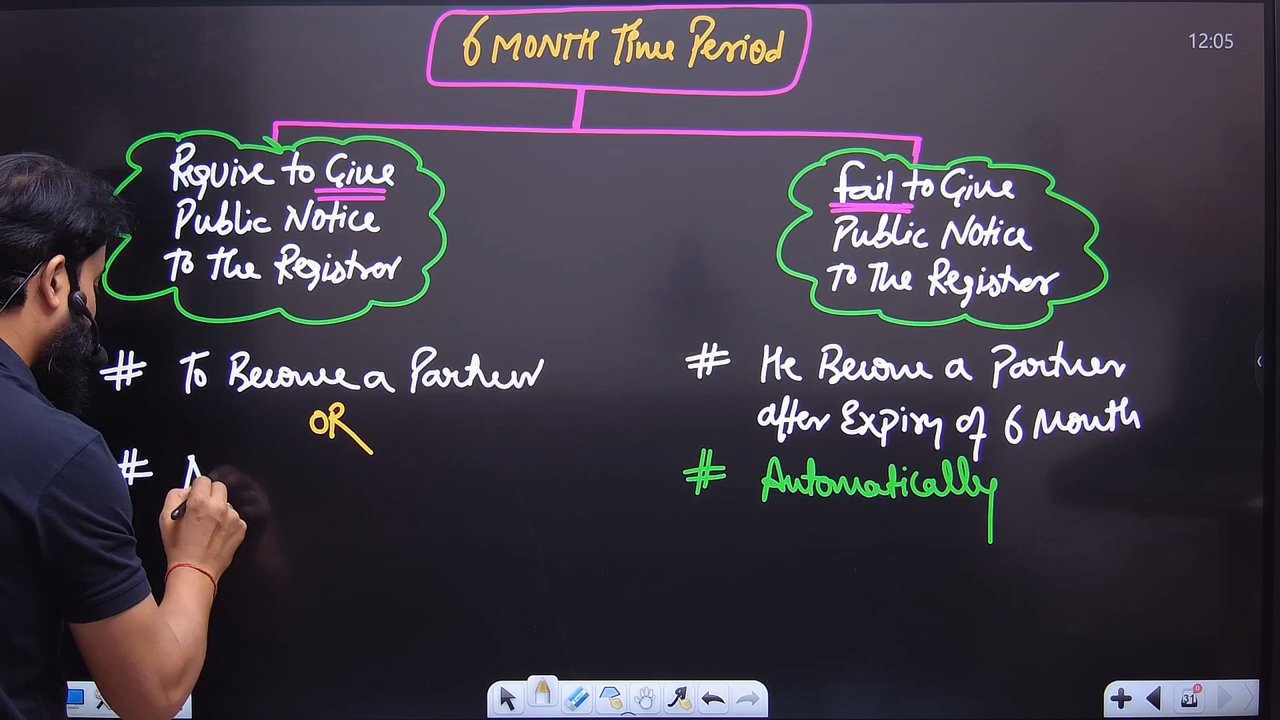 6 MONTH Time Period
12:05
Require to Give
Public Notice
to the Registrar
Fail to Give
Public Notice
to The Registrar
# To Become a Partner
OR
#
# He Become a Partner
after Expiry of 6 Month
# Automatically
31